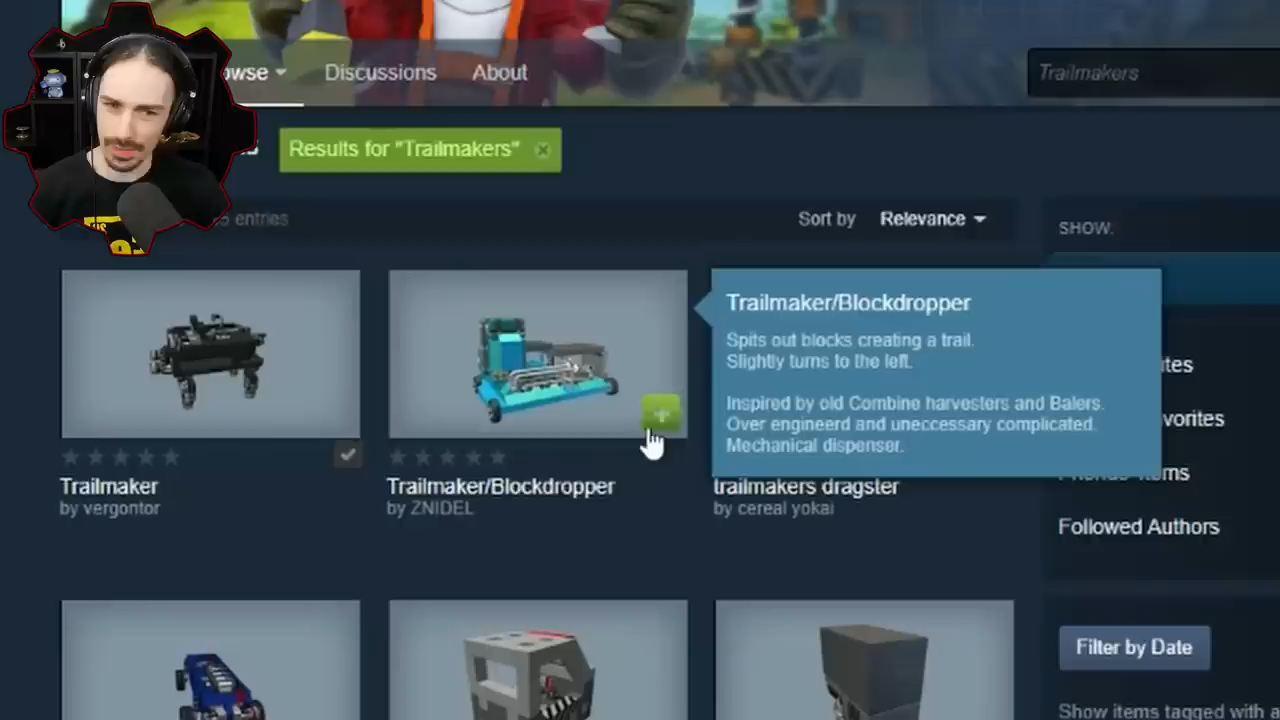 Discussions
About
Trailmakers
Results for "Trailmakers"
entries
Sort by
Relevance
SHOW:
Trailmaker/Blockdropper
Spits out blocks creating a trail.
Slightly turns to the left.
Inspired by old Combine harvesters and Balers.
Over engineerd and uneccessary complicated.
Mechanical dispenser.
Trailmaker
by vergontor
Trailmaker/Blockdropper
by ZNIDEL
trailmakers dragster
by cereal yokai
Followed Authors
Filter by Date
Show items tagged with a